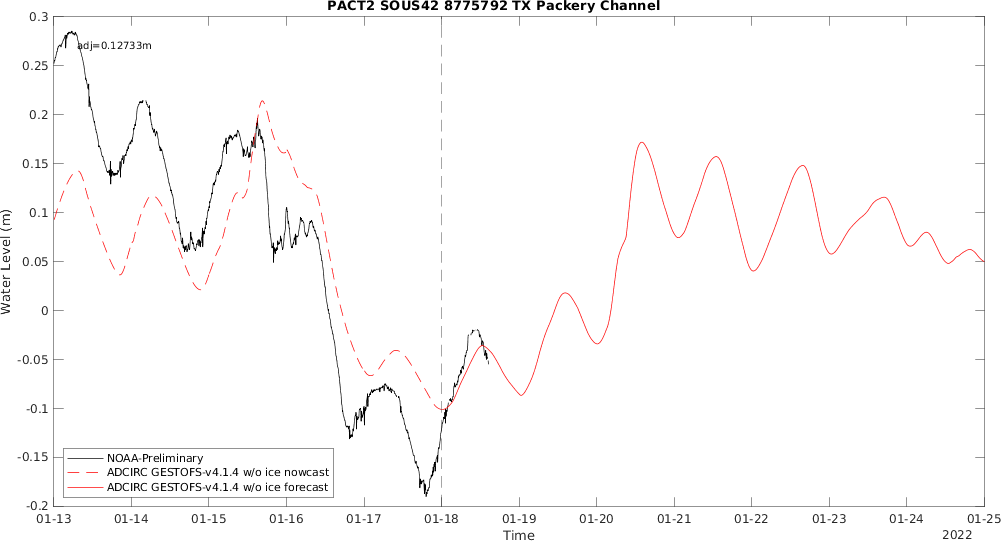 PACT2 SOUS42 8775792 TX Packery Channel
0.3
0.25
0.2
0.15
0.1
0.05
0
-0.05
-0.1
-0.15
-0.2
Water Level (m)
adj=0.12733m
NOAA-Preliminary
ADCIRC GESTOFS-v4.1.4 w/o ice nowcast
ADCIRC GESTOFS-v4.1.4 w/o ice forecast
01-13 01-14 01-15 01-16 01-17 01-18 01-19 01-20 01-21 01-22 01-23 01-24 01-25
Time
2022